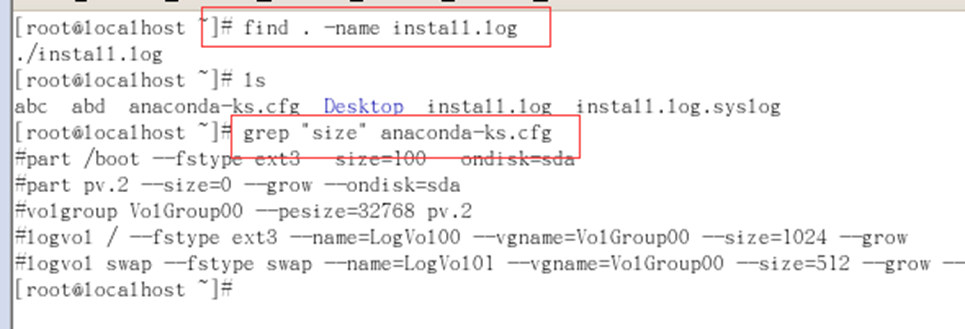 [root@localhost ~]# find . -name install.log
./install.log
[root@localhost ~]# ls
abc abd anaconda-ks.cfg Desktop install.log install.log.syslog
[root@localhost ~]# grep "size" anaconda-ks.cfg
#part /boot --fstype ext3 --size=100 --ondisk=sda
#part pv.2 --size=0 --grow --ondisk=sda
#volgroup VolGroup00 --pesize=32768 pv.2
#logvol / --fstype ext3 --name=LogVol00 --vgname=VolGroup00 --size=1024 --grow
#logvol swap --fstype swap --name=LogVol01 --vgname=VolGroup00 --size=512 --grow --
[root@localhost ~]#